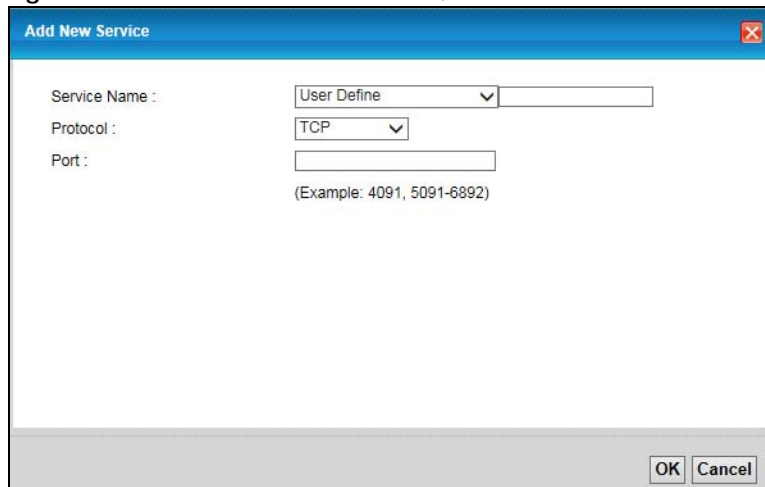 Add New Service
Service Name : User Define
Protocol : TCP
Port :
(Example: 4091, 5091-6892)
OK Cancel